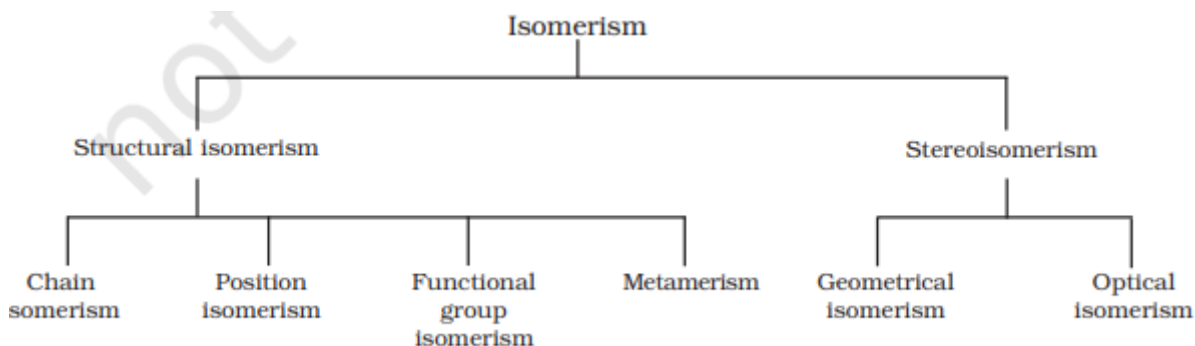 not
Isomerism
Structural isomerism
Stereoisomerism
Chain
somerism
Position
isomerism
Functional
group
isomerism
Metamerism
Geometrical
isomerism
Optical
isomerism